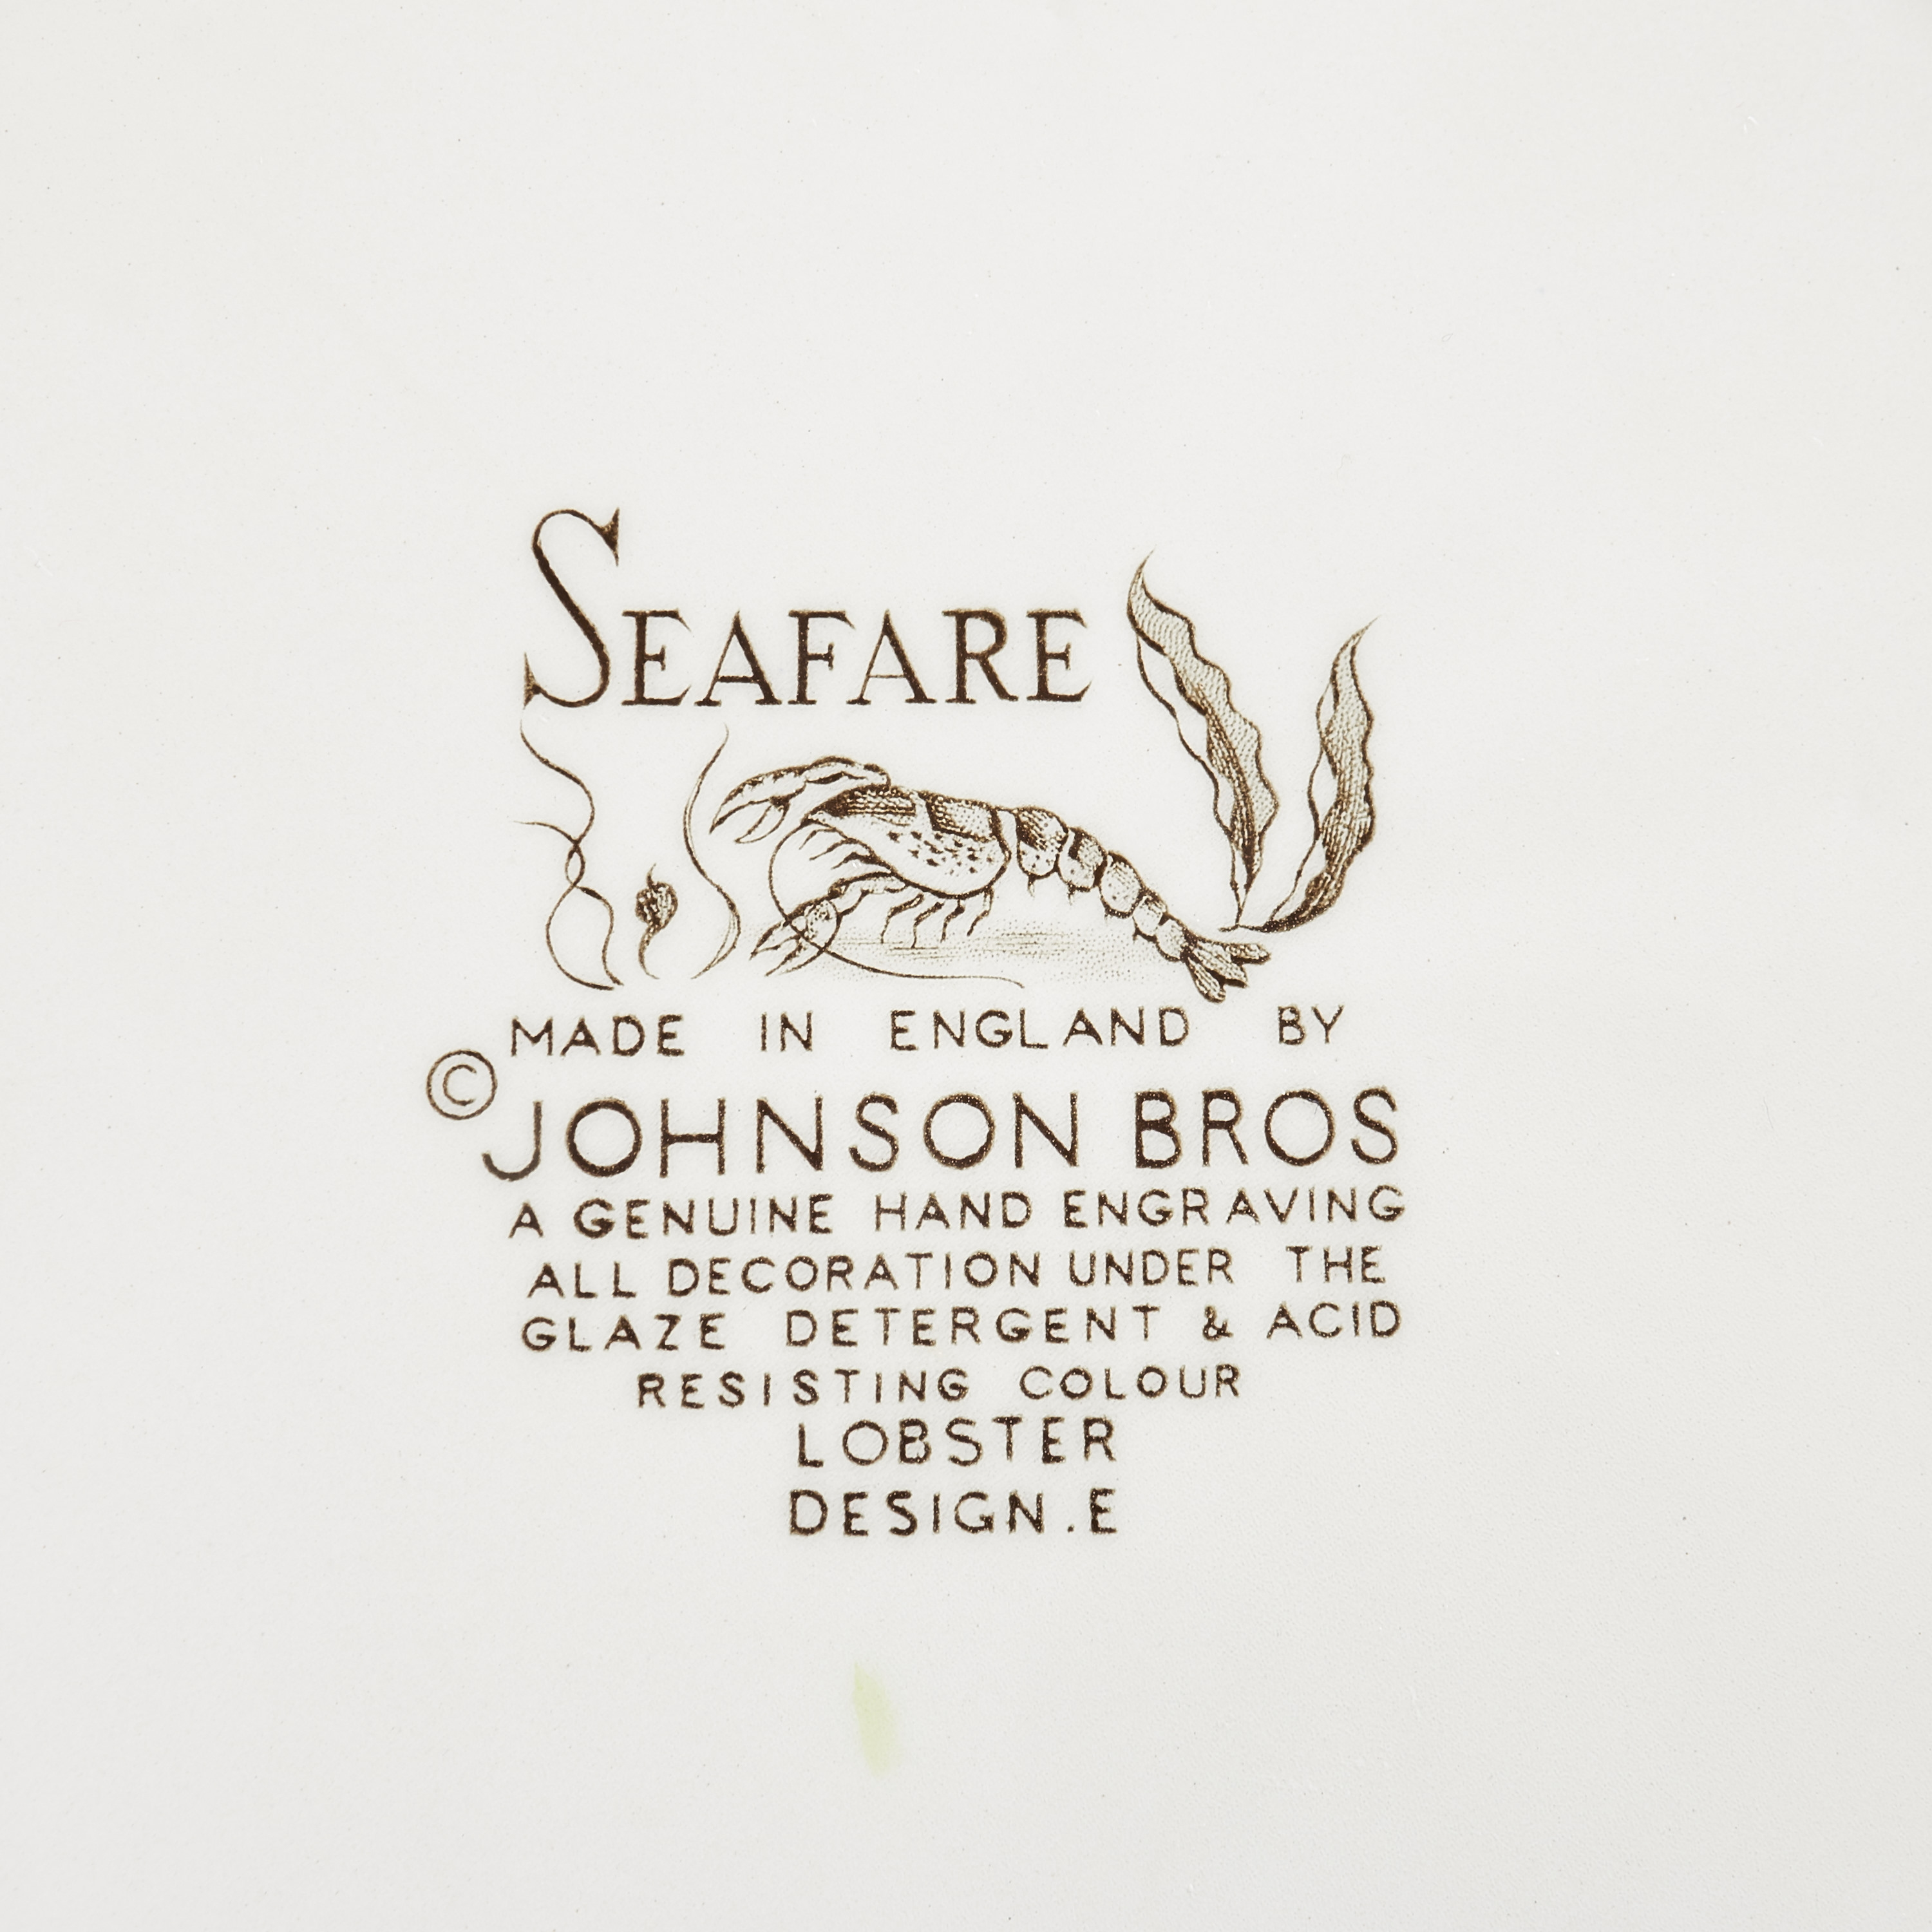 SEAFARE
MADE IN ENGLAND BY
© JOHNSON BROS
A GENUINE HAND ENGRAVING
ALL DECORATION UNDER THE
GLAZE DETERGENT & ACID
RESISTING COLOUR
LOBSTER
DESIGN.E